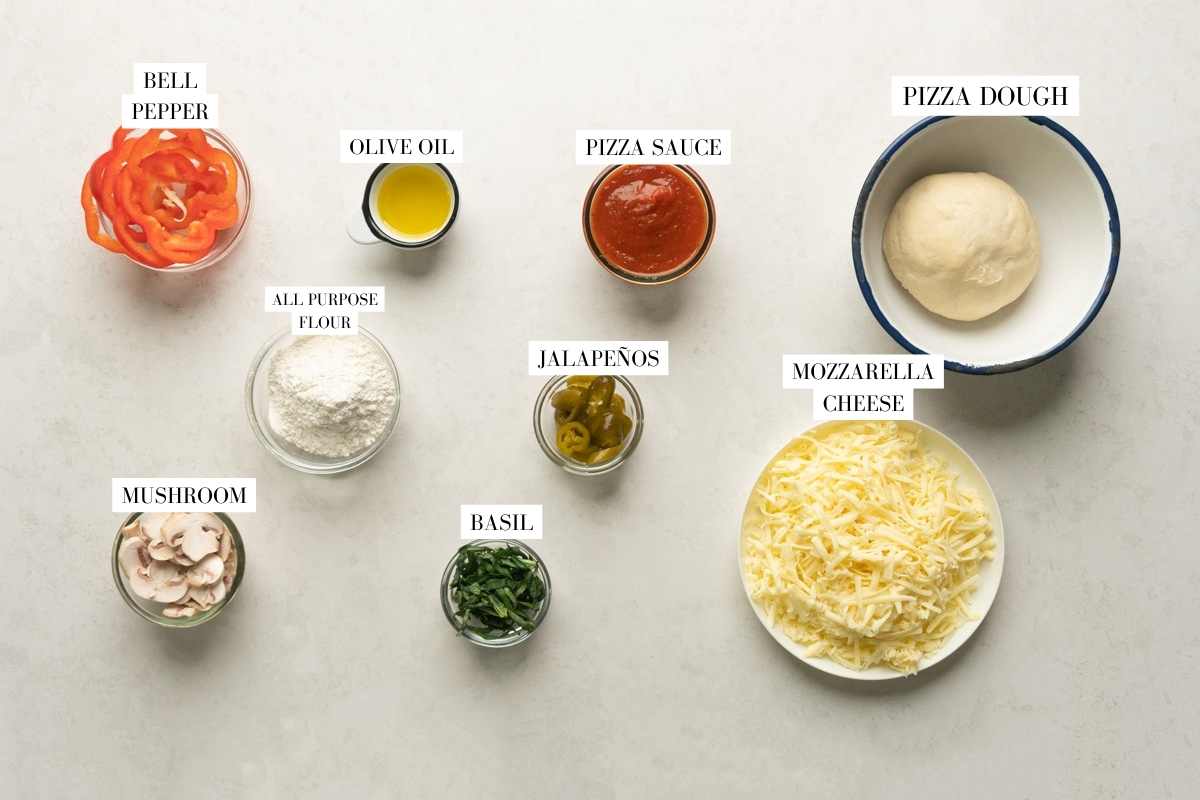 BELL
PEPPER
OLIVE OIL
PIZZA SAUCE
PIZZA DOUGH
ALL PURPOSE
FLOUR
JALAPEÑOS
MOZZARELLA
CHEESE
MUSHROOM
BASIL